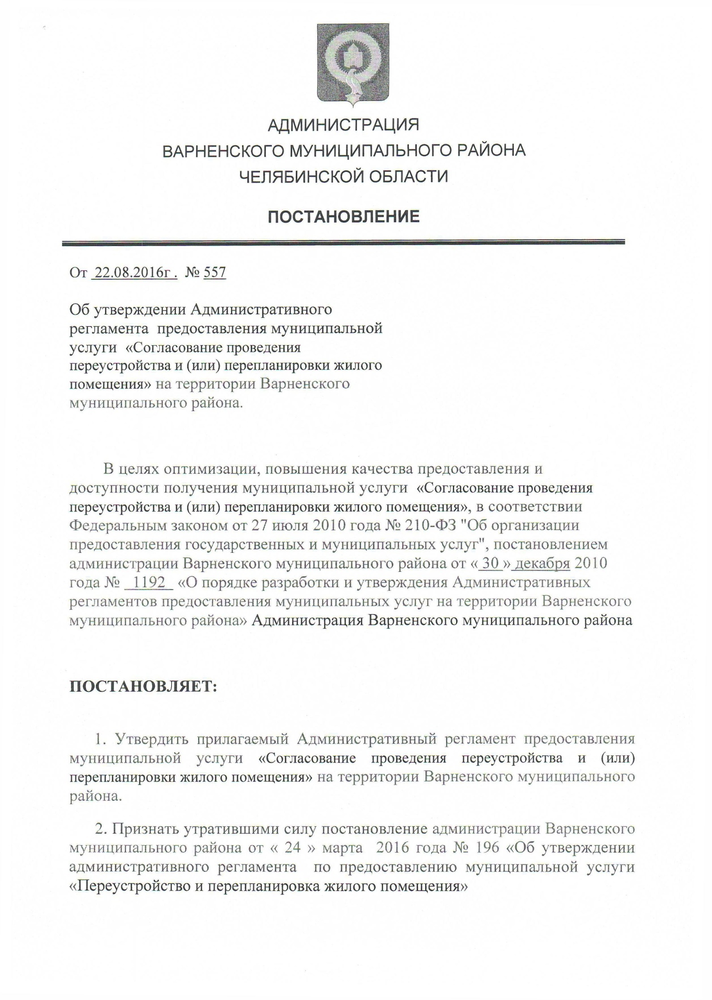 АДМИНИСТРАЦИЯ
ВАРНЕНСКОГО МУНИЦИПАЛЬНОГО РАЙОНА
ЧЕЛЯБИНСКОЙ ОБЛАСТИ
ПОСТАНОВЛЕНИЕ
От 22.08.2016г . № 557
Об утверждении Административного
регламента предоставления муниципальной
услуги «Согласование проведения
переустройства и (или) перепланировки жилого
помещения» на территории Варненского
муниципального района.
В целях оптимизации, повышения качества предоставления и
доступности получения муниципальной услуги «Согласование проведения
переустройства и (или) перепланировки жилого помещения», в соответствии
Федеральным законом от 27 июля 2010 года № 210-ФЗ "Об организации
предоставления государственных и муниципальных услуг", постановлением
администрации Варненского муниципального района от « 30 » декабря 2010
года № 1192 «О порядке разработки и утверждения Административных
регламентов предоставления муниципальных услуг на территории Варненского
муниципального района» Администрация Варненского муниципального района
ПОСТАНОВЛЯЕТ:
1. Утвердить прилагаемый Административный регламент предоставления
муниципальной услуги «Согласование проведения переустройства и (или)
перепланировки жилого помещения» на территории Варненского муниципального
района.
2. Признать утратившими силу постановление администрации Варненского
муниципального района от « 24 » марта 2016 года № 196 «Об утверждении
административного регламента по предоставлению муниципальной услуги
«Переустройство и перепланировка жилого помещения»